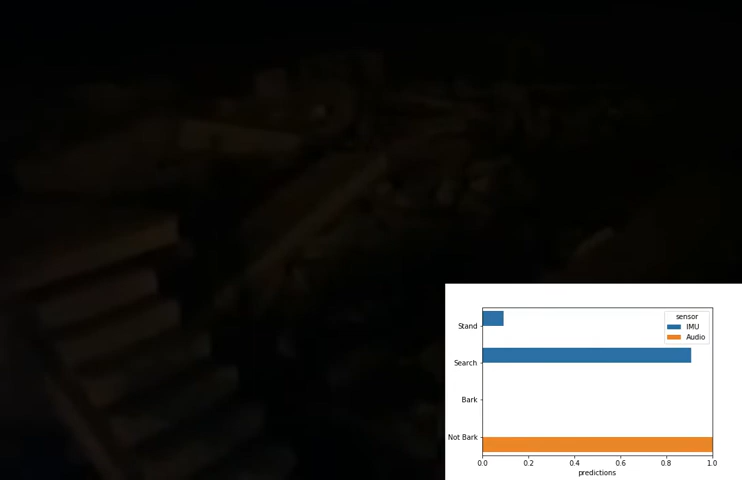 sensor
IMU
Audio
Stand
Search
Bark
Not Bark
0.0 0.2 0.4 0.6 0.8 1.0
predictions